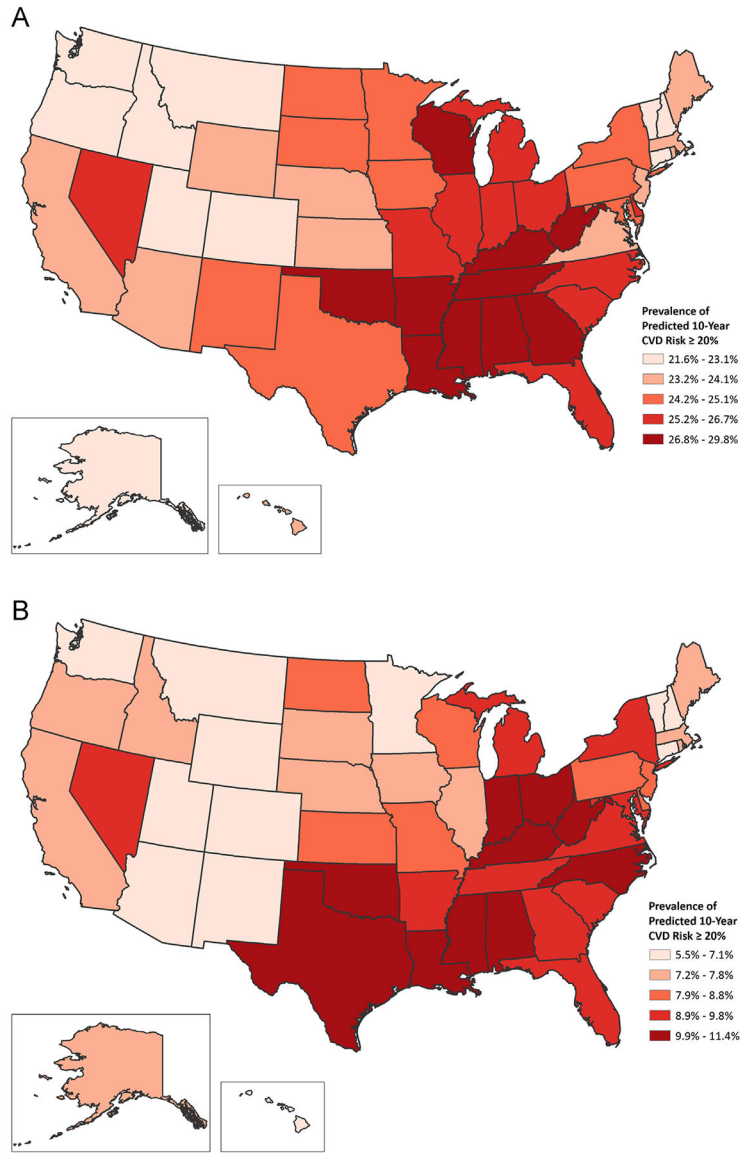 A
Prevalence of
Predicted 10-Year
CVD Risk ≥ 20%
21.6% - 23.1%
23.2% - 24.1%
24.2% - 25.1%
25.2% - 26.7%
26.8% - 29.8%
B
Prevalence of
Predicted 10-Year
CVD Risk ≥ 20%
5.5% - 7.1%
7.2% - 7.8%
7.9% - 8.8%
8.9% - 9.8%
9.9% - 11.4%